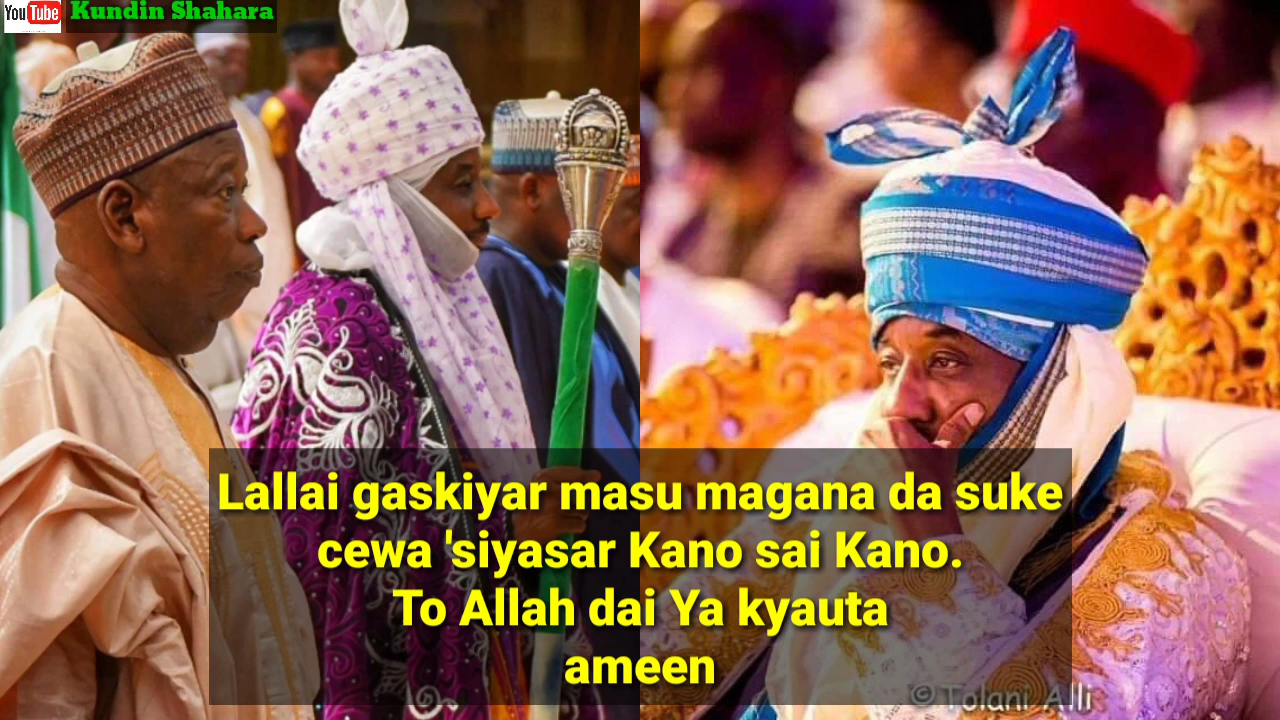 YouTube Kundin Shahara
Lallai gaskiyar masu magana da suke
cewa 'siyasar Kano sai Kano.
To Allah dai Ya kyauta
ameen
© Tolani Alli